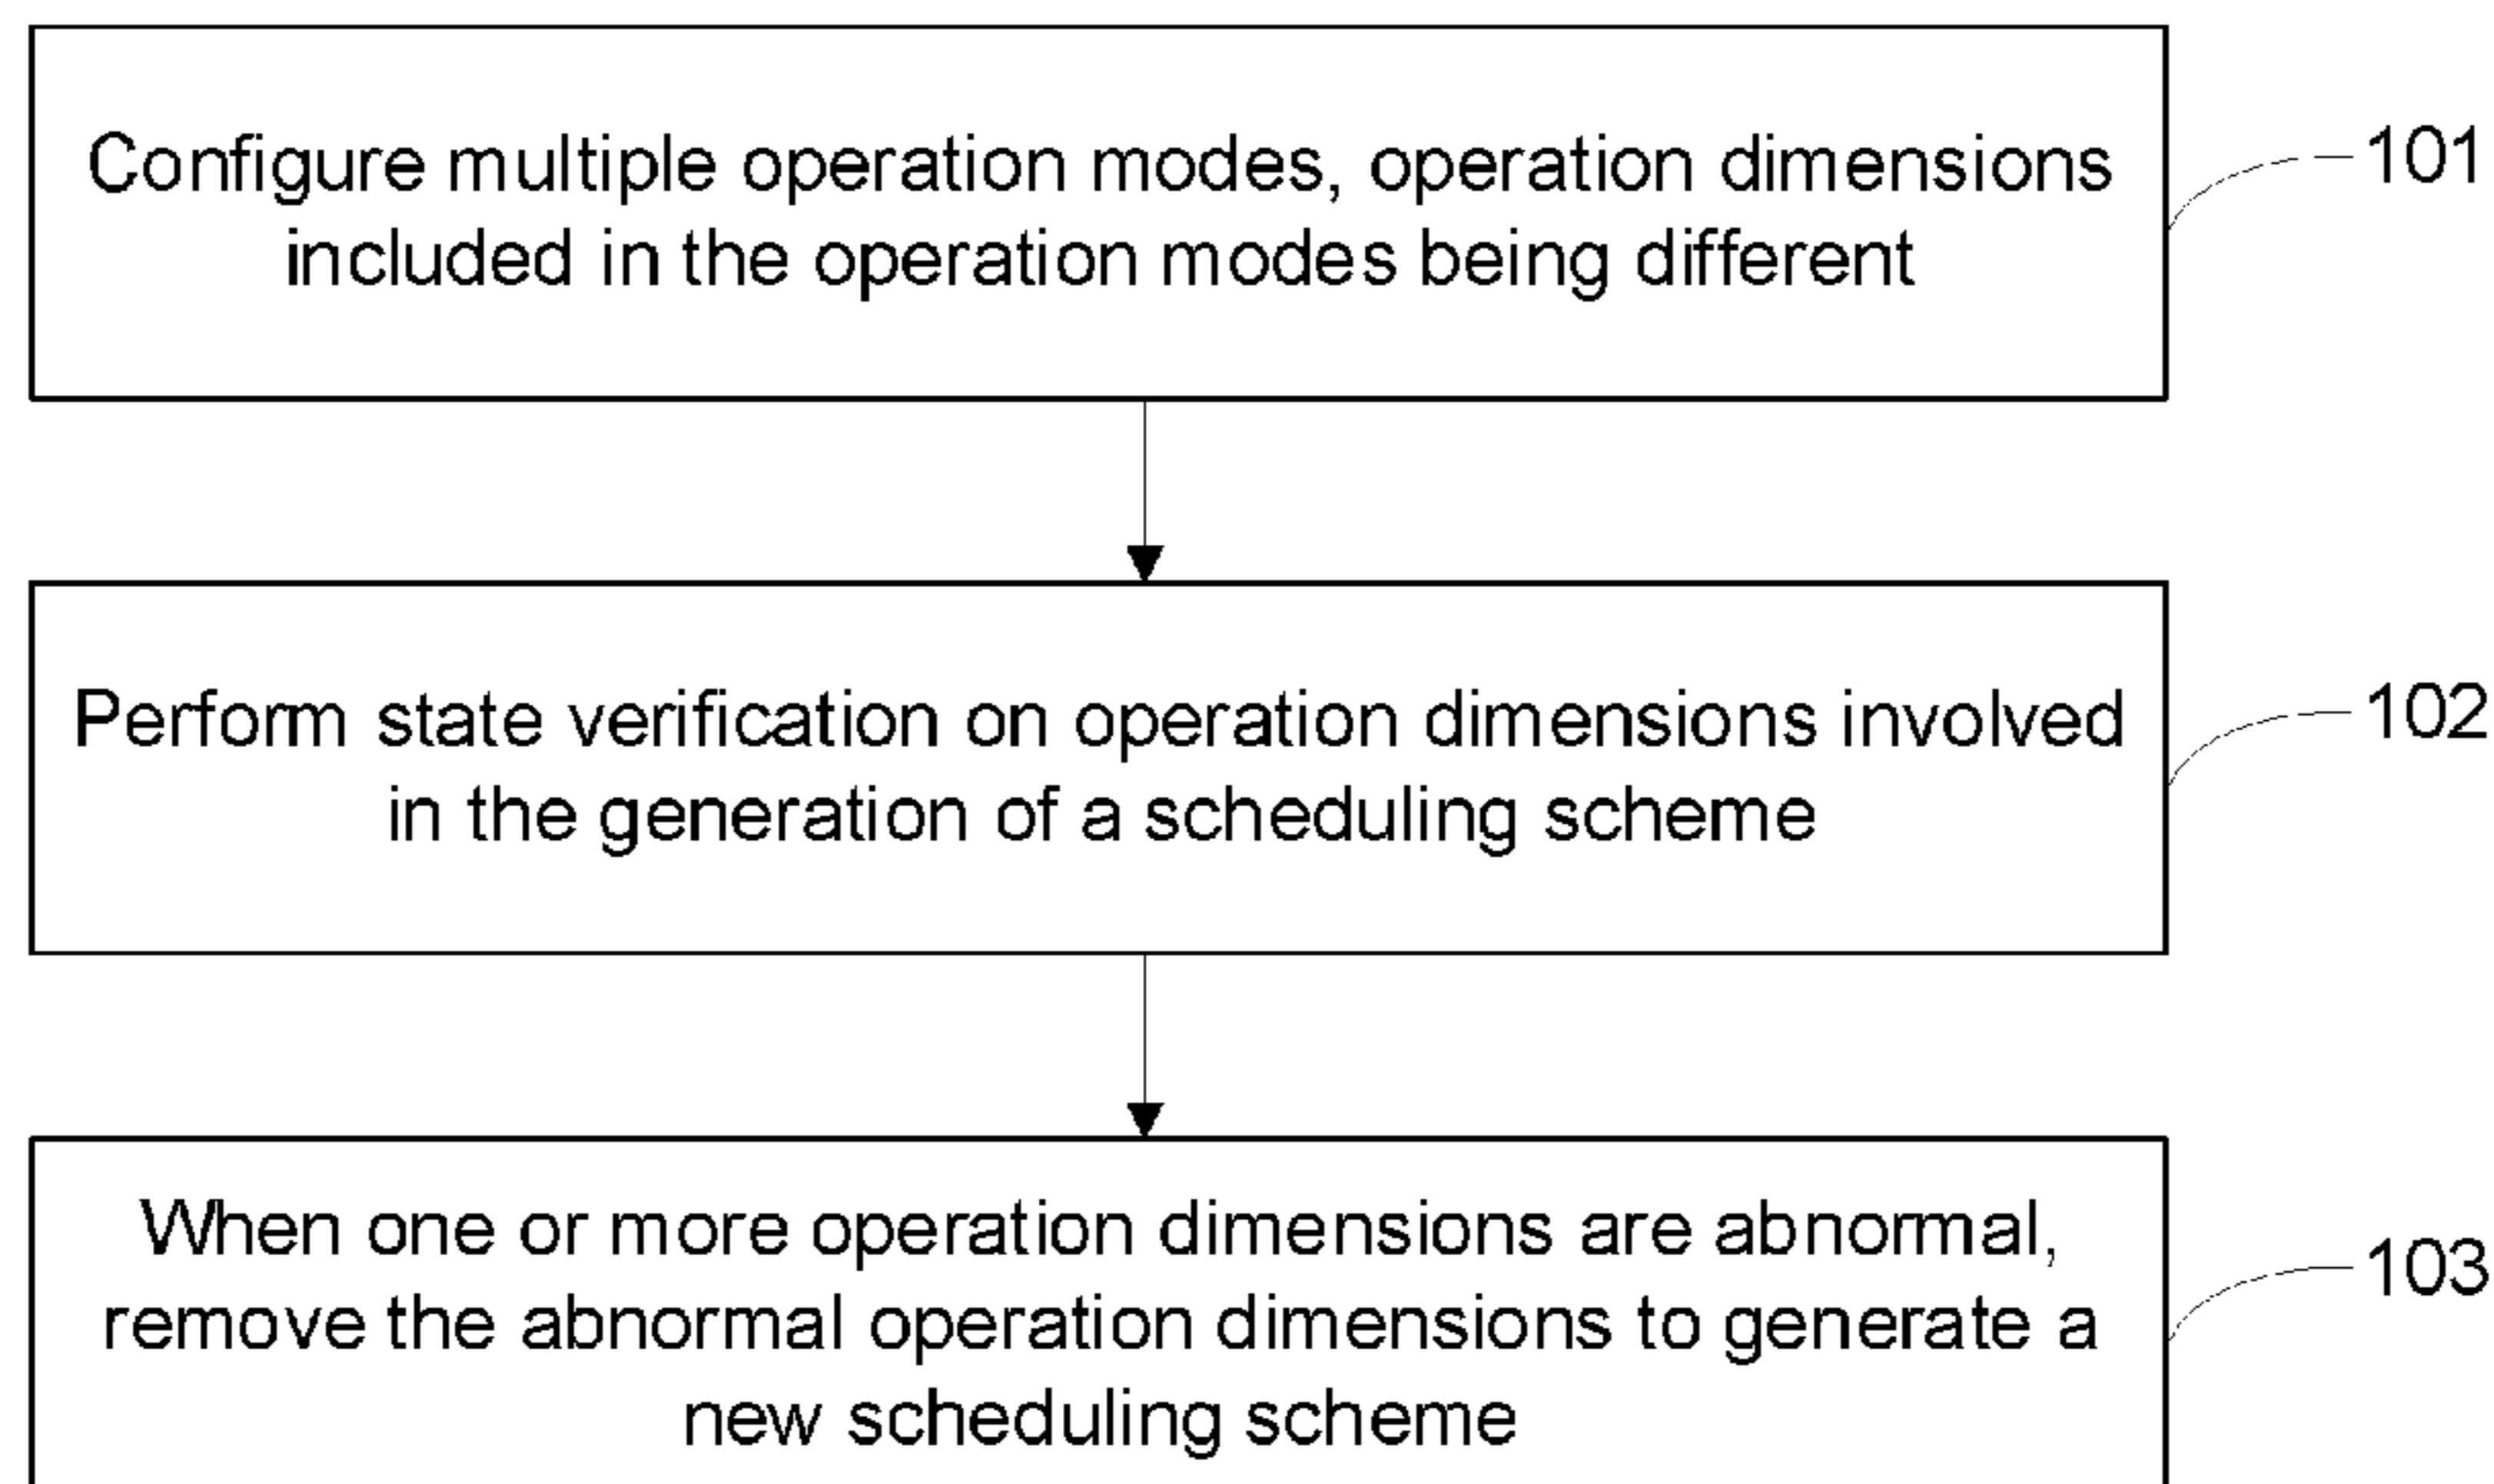 Configure multiple operation modes, operation dimensions
included in the operation modes being different
101
Perform state verification on operation dimensions involved
in the generation of a scheduling scheme
102
When one or more operation dimensions are abnormal,
remove the abnormal operation dimensions to generate a
new scheduling scheme
103